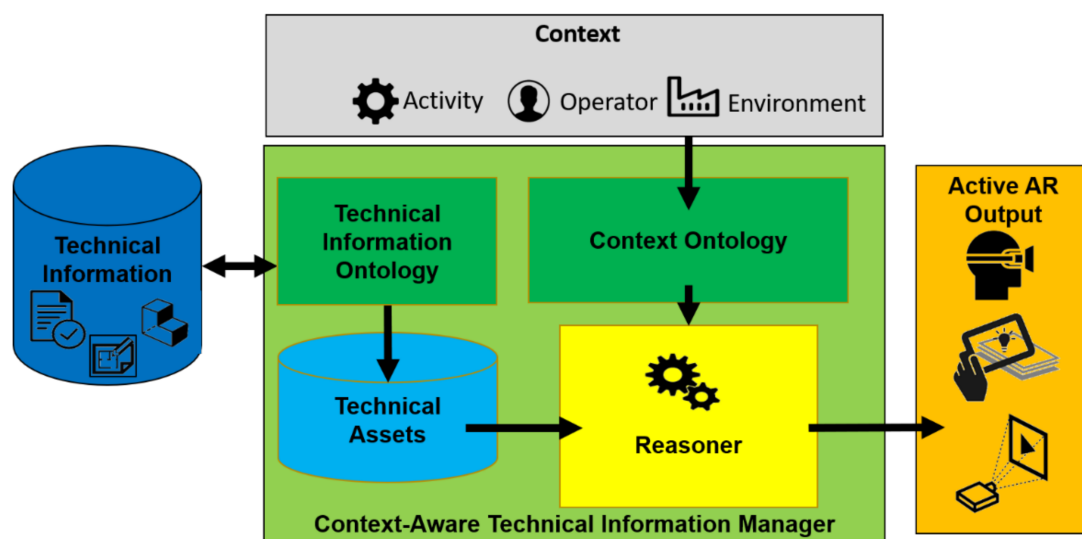 Context
Activity
Operator
Environment
Technical
Information
Technical
Information
Ontology
Context Ontology
Active AR
Output
Technical
Assets
Reasoner
Context-Aware Technical Information Manager